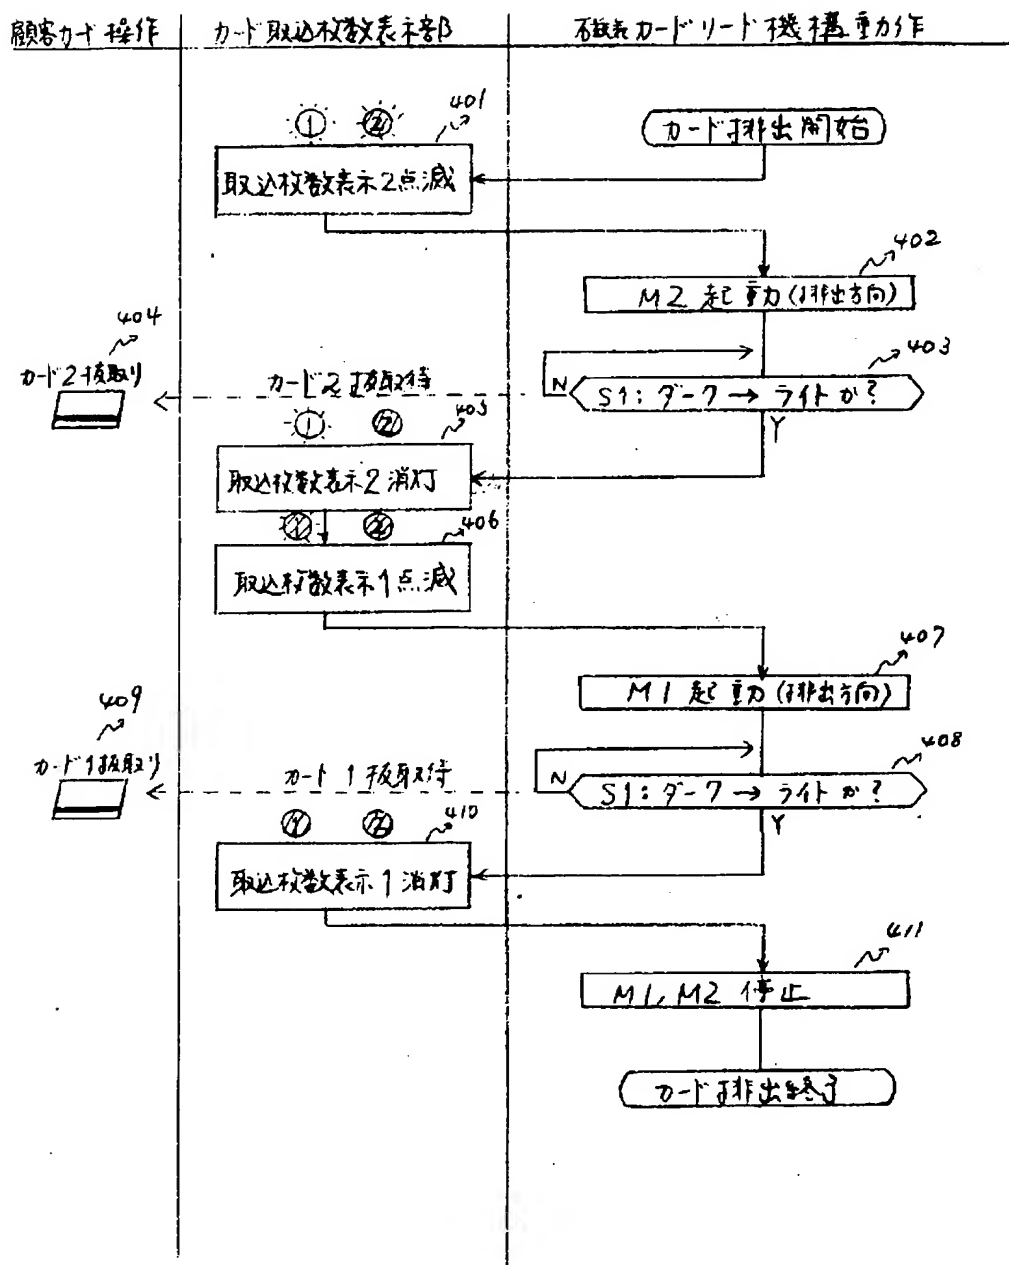 顧客カード操作
カード取込枚数表示部
磁気カードリード機構動作
401
① ②
カード排出開始
取込枚数表示2点滅
402
M2 起動(排出方向)
404
403
カード2抜取り
カード2抜取待
N
S1:ダーク→ライトか?
Y
① ②
405
取込枚数表示2消灯
① ②
406
取込枚数表示1点滅
407
M1 起動(排出方向)
409
408
カード1抜取り
カード1抜取待
N
S1:ダーク→ライトか?
Y
① ②
410
取込枚数表示1消灯
411
M1, M2 停止
カード排出終了